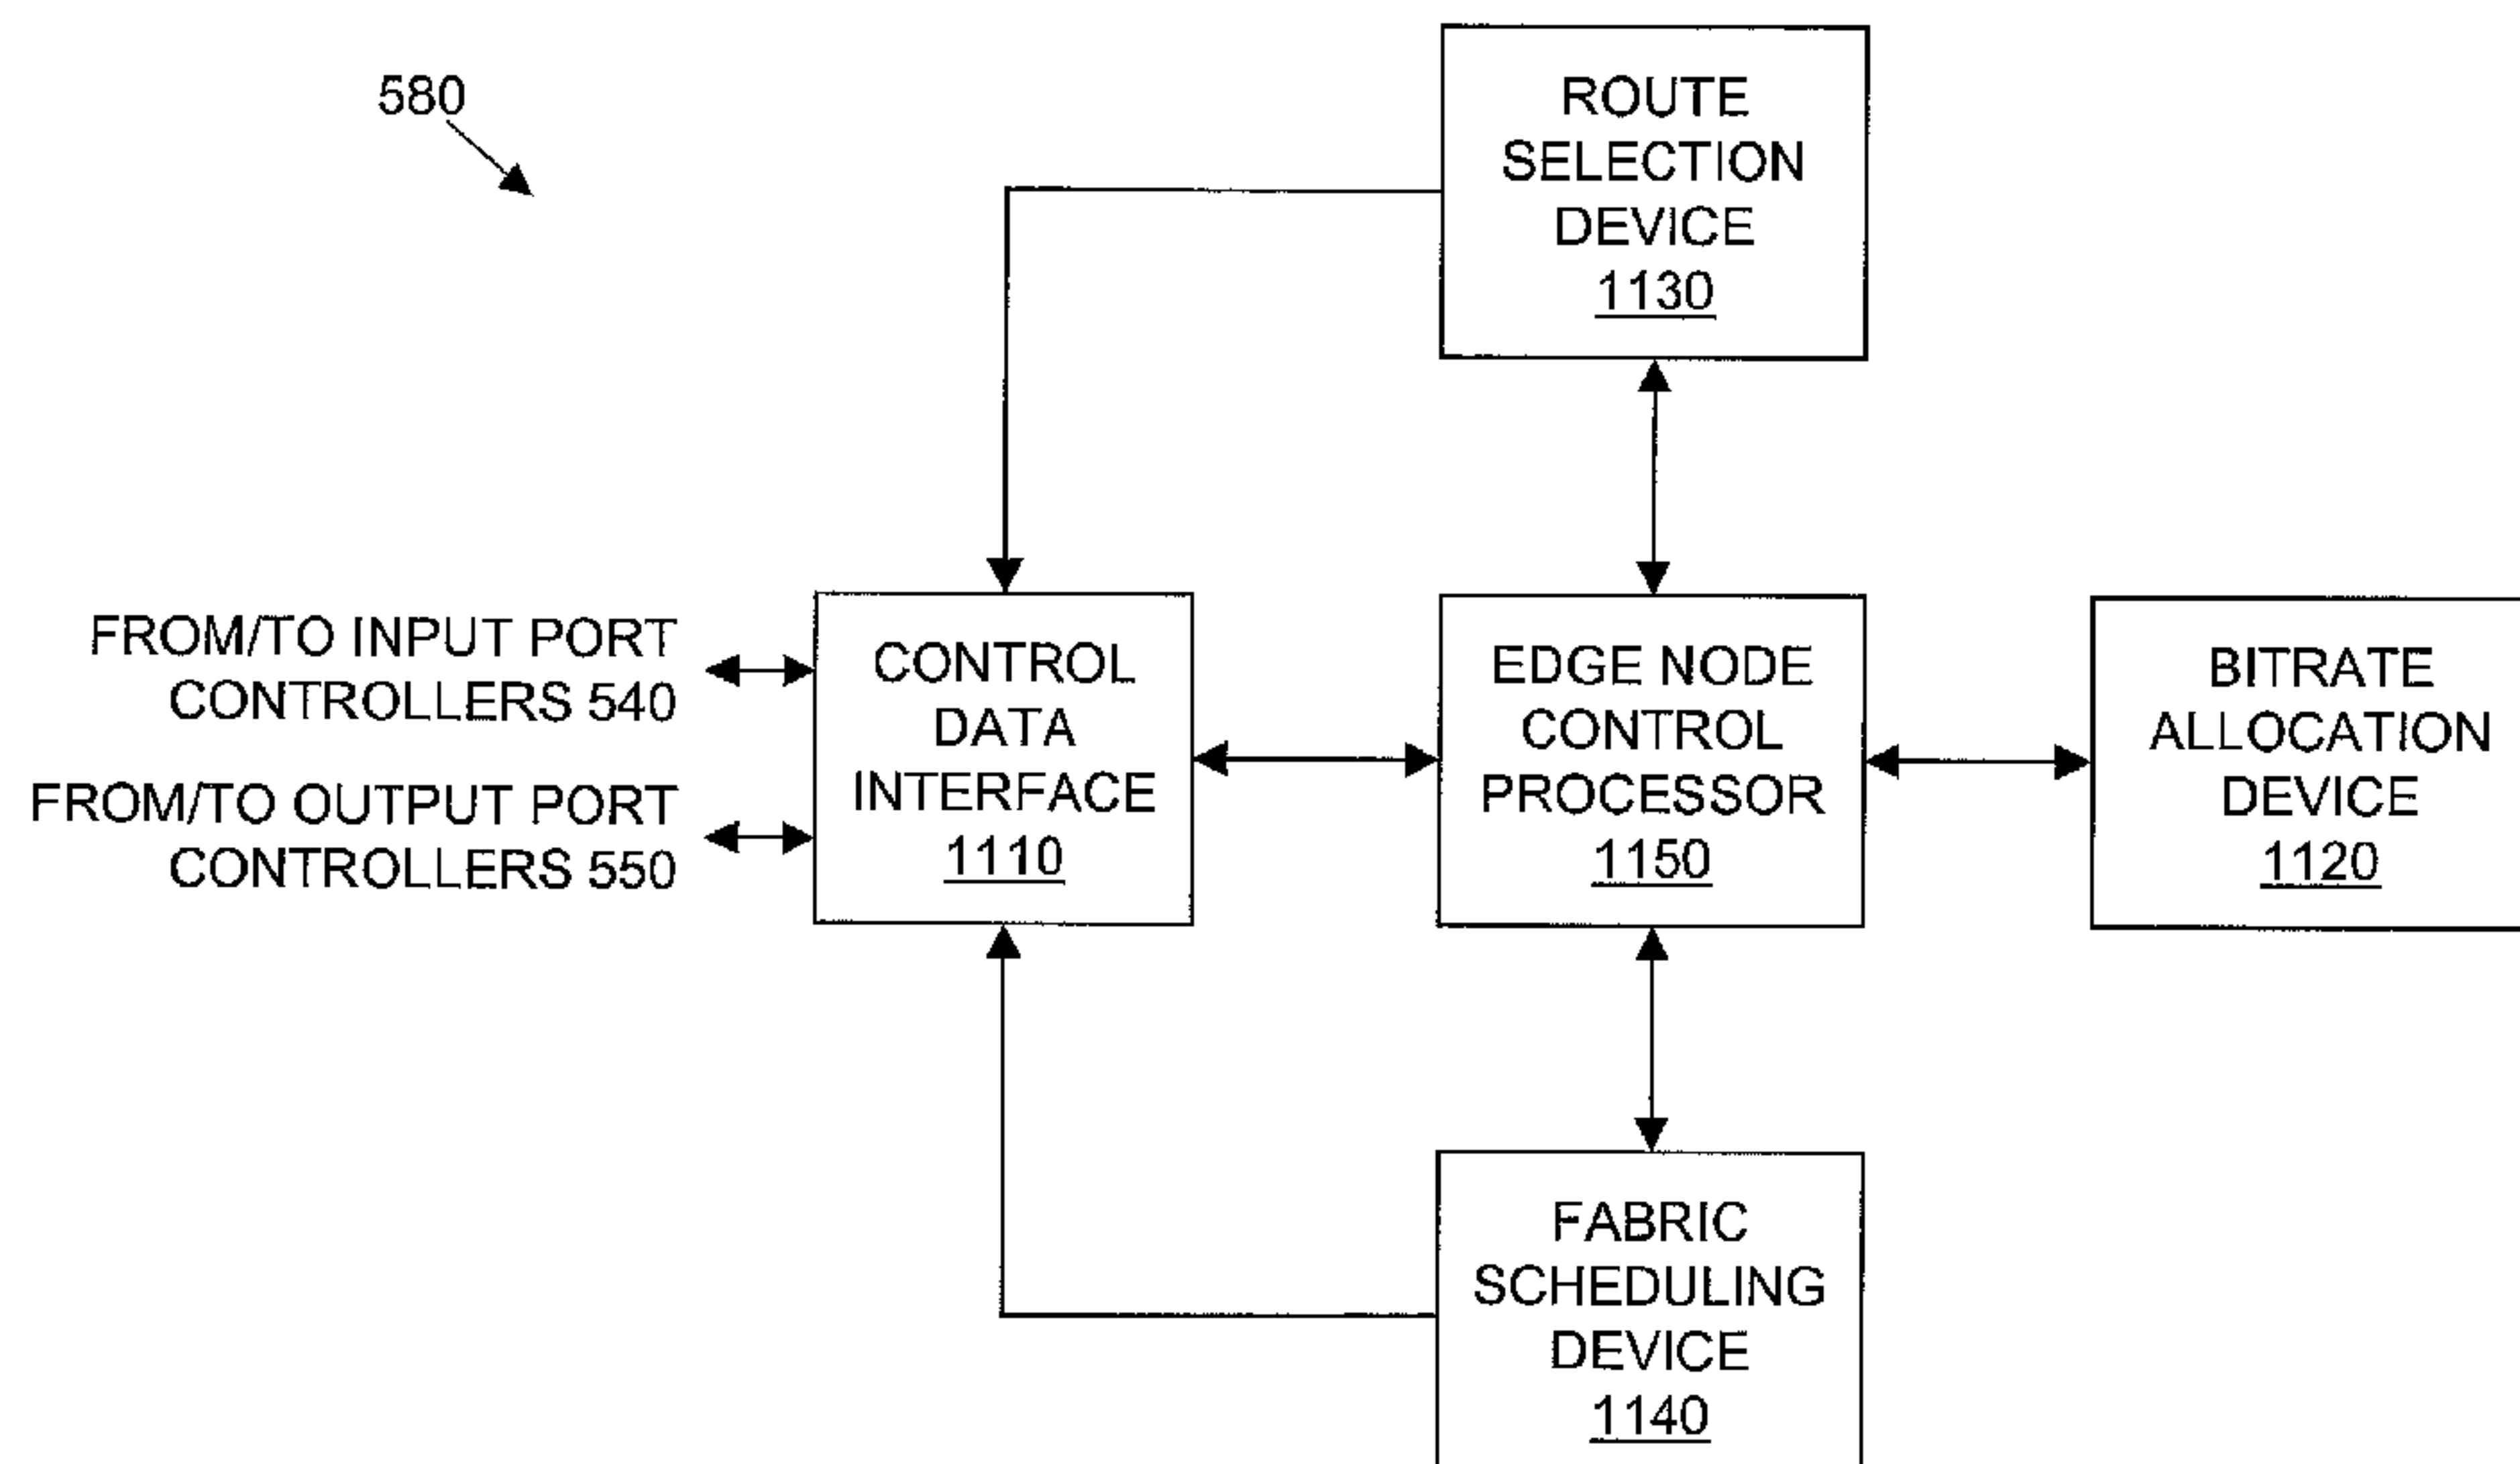 580
ROUTE
SELECTION
DEVICE
1130
FROM/TO INPUT PORT
CONTROLLERS 540
FROM/TO OUTPUT PORT
CONTROLLERS 550
CONTROL
DATA
INTERFACE
1110
EDGE NODE
CONTROL
PROCESSOR
1150
BITRATE
ALLOCATION
DEVICE
1120
FABRIC
SCHEDULING
DEVICE
1140